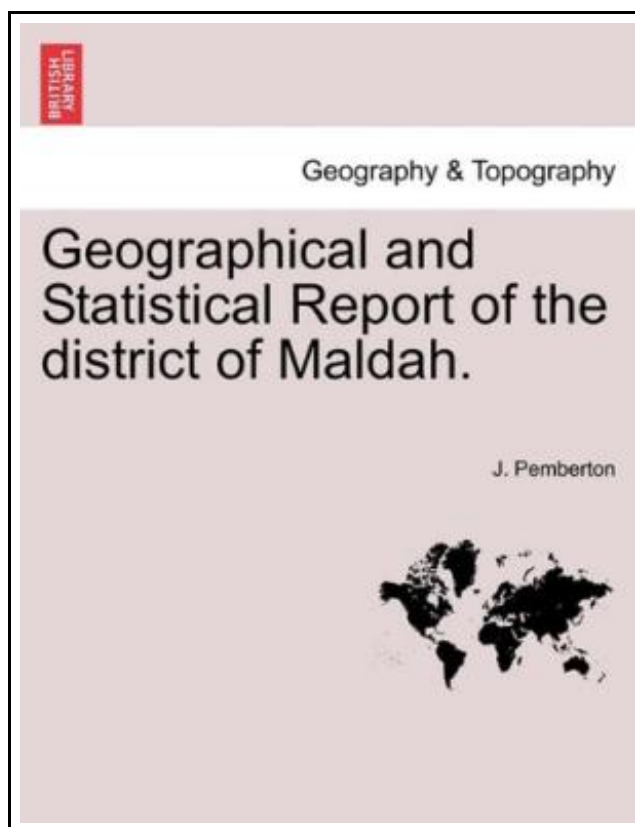 BRITISH
LIBRARY
Geography & Topography
Geographical and
Statistical Report of the
district of Maldah.
J. Pemberton